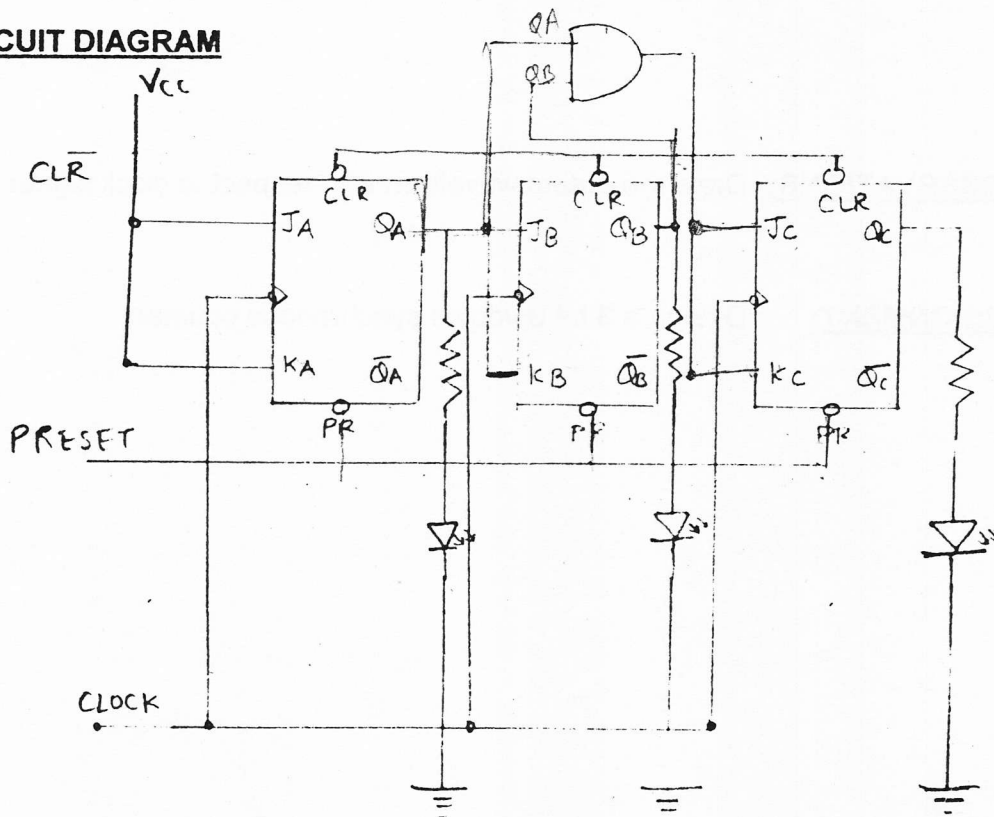 CUIT DIAGRAM
VCC
QA
QB
CLR̅
CLR CLR CLR
JA QA JB QB JC QC
KA Q̅A KB Q̅B KC Q̅C
PR PR PR
PRESET
CLOCK